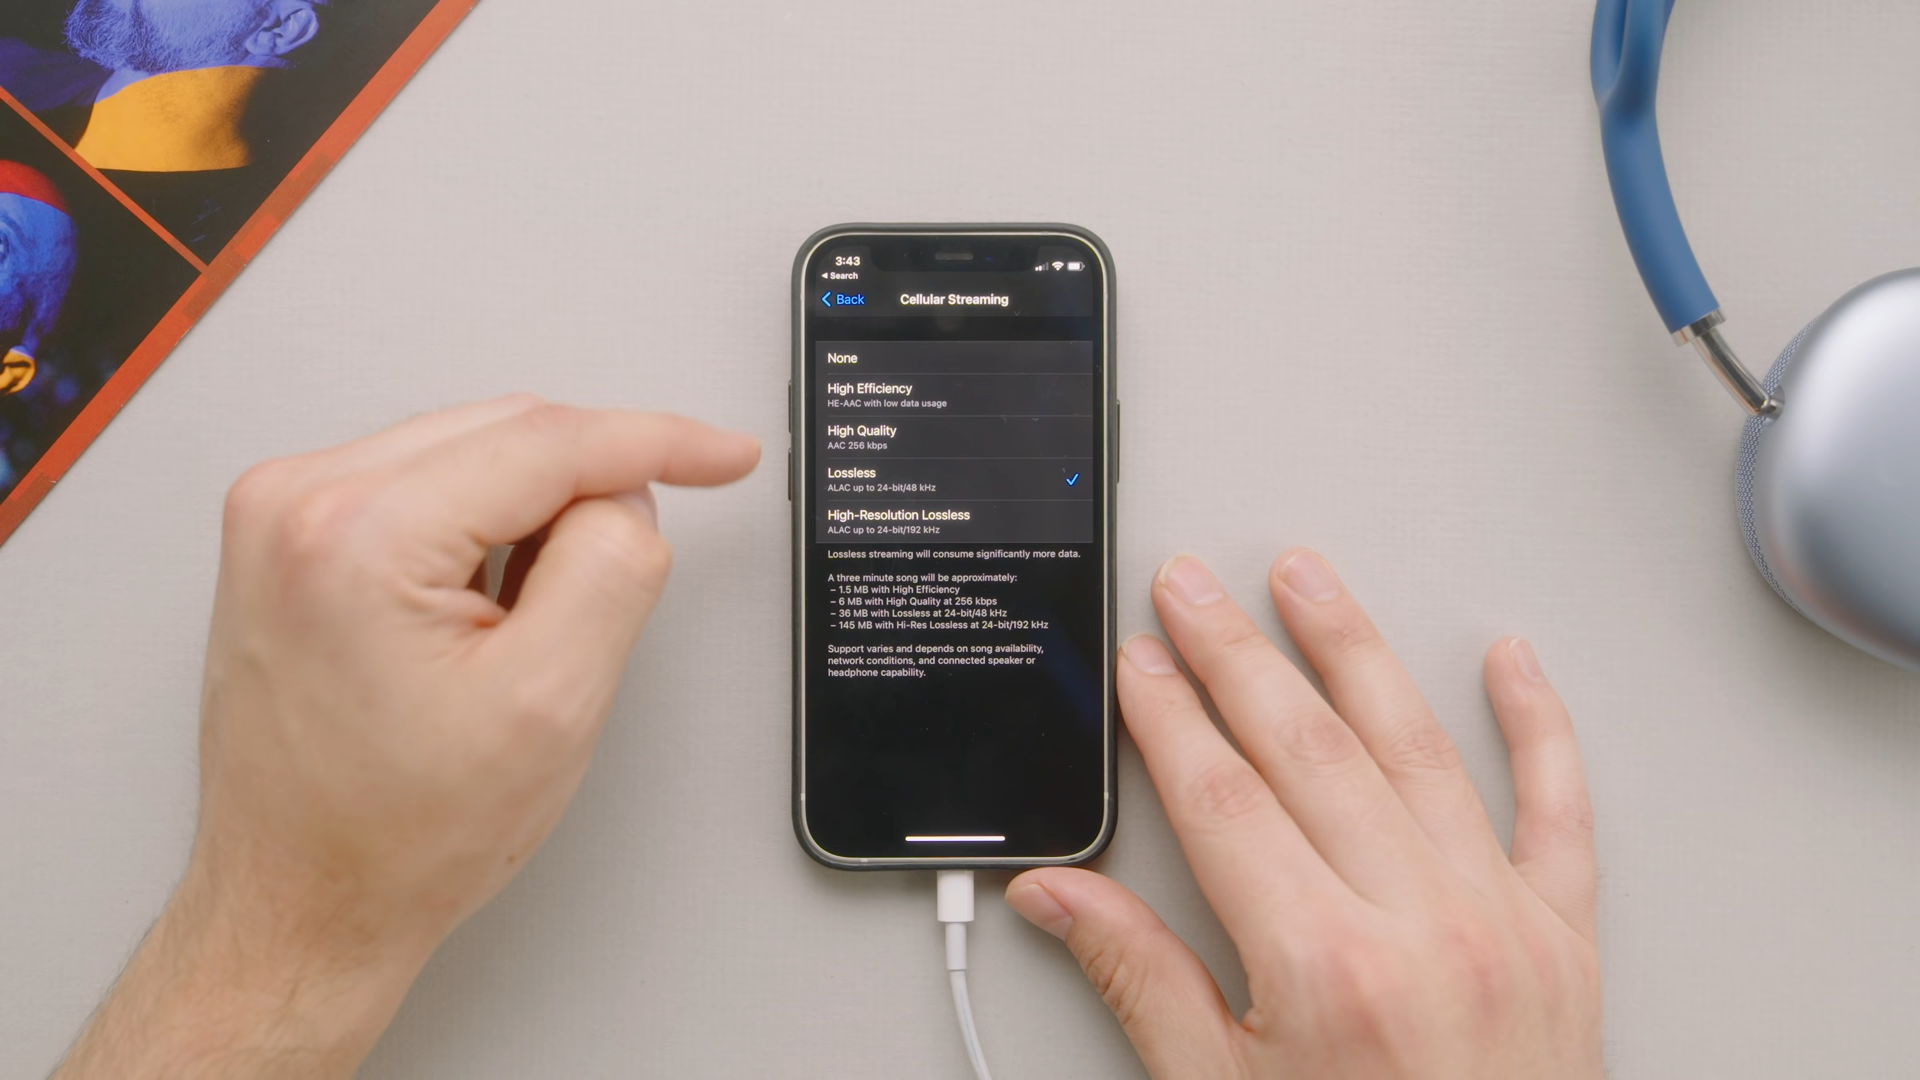 3:43
◀ Search
Back
Cellular Streaming
None
High Efficiency
HE-AAC with low data usage
High Quality
AAC 256 kbps
Lossless
ALAC up to 24-bit/48 kHz
High-Resolution Lossless
ALAC up to 24-bit/192 kHz
Lossless streaming will consume significantly more data.
A three minute song will be approximately:
– 1.5 MB with High Efficiency
– 6 MB with High Quality at 256 kbps
– 36 MB with Lossless at 24-bit/48 kHz
– 145 MB with Hi-Res Lossless at 24-bit/192 kHz
Support varies and depends on song availability,
network conditions, and connected speaker or
headphone capability.